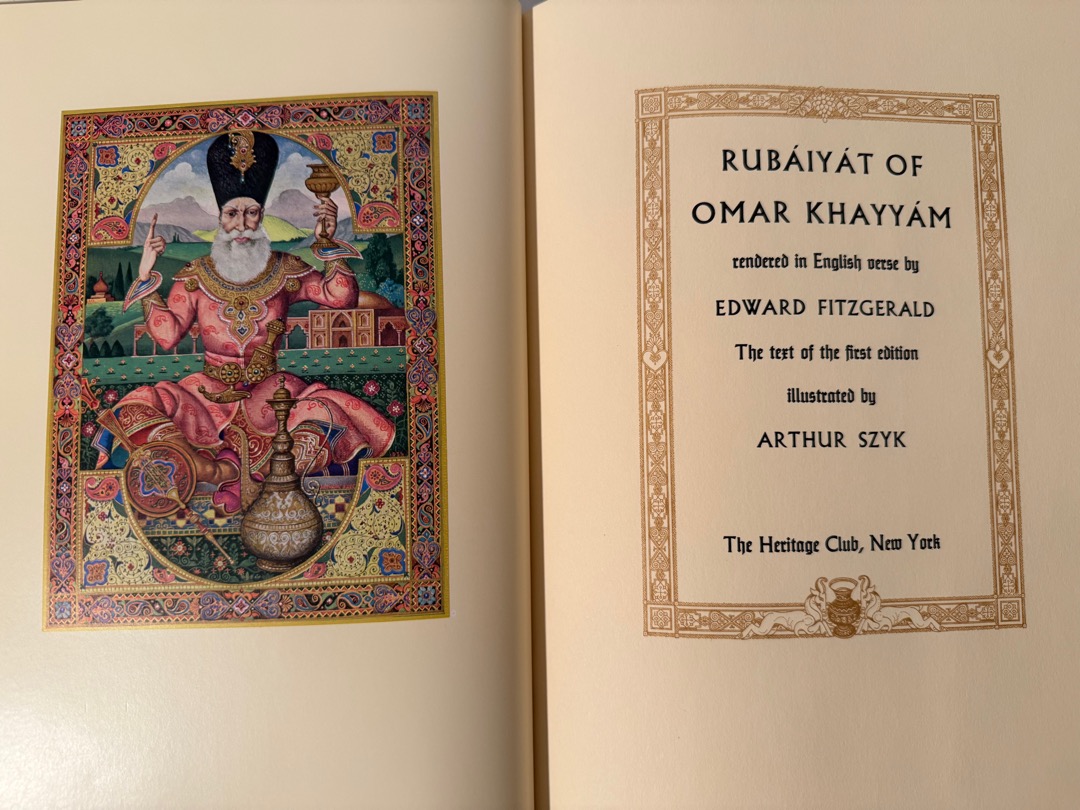 RUBÁIYÁT OF
OMAR KHAYYÁM
rendered in English verse by
EDWARD FITZGERALD
The text of the first edition
illustrated by
ARTHUR SZYK
The Heritage Club, New York